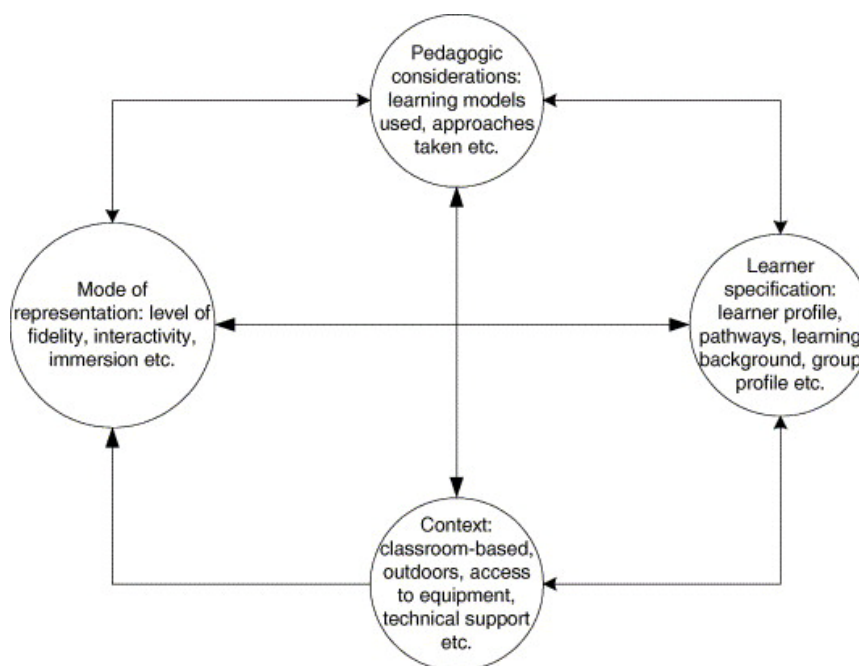 Pedagogic
considerations:
learning models
used, approaches
taken etc.
Mode of
representation: level of
fidelity, interactivity,
immersion etc.
Learner
specification:
learner profile,
pathways, learning
background, group
profile etc.
Context:
classroom-based,
outdoors, access
to equipment,
technical support
etc.